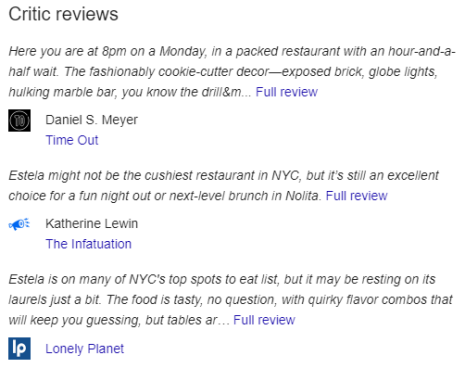 Critic reviews
Here you are at 8pm on a Monday, in a packed restaurant with an hour-and-a-
half wait. The fashionably cookie-cutter decor—exposed brick, globe lights,
hulking marble bar, you know the drill&m... Full review
TO
Daniel S. Meyer
Time Out
Estela might not be the cushiest restaurant in NYC, but it's still an excellent
choice for a fun night out or next-level brunch in Nolita. Full review
Katherine Lewin
The Infatuation
Estela is on many of NYC's top spots to eat list, but it may be resting on its
laurels just a bit. The food is tasty, no question, with quirky flavor combos that
will keep you guessing, but tables ar… Full review
lp
Lonely Planet